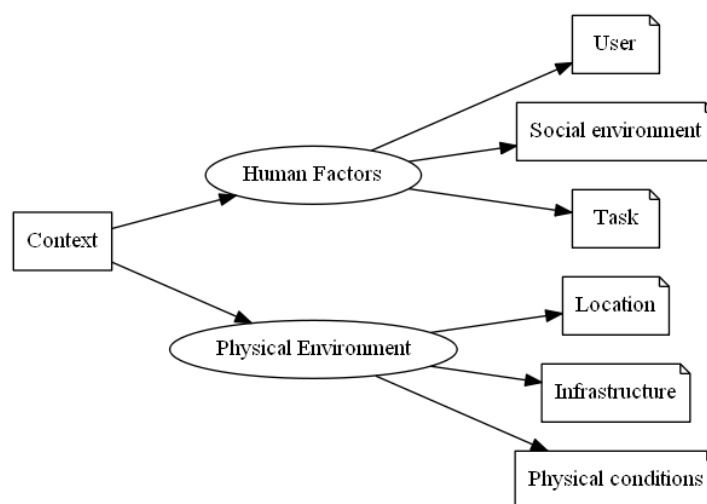 User
Social environment
Human Factors
Task
Context
Location
Physical Environment
Infrastructure
Physical conditions